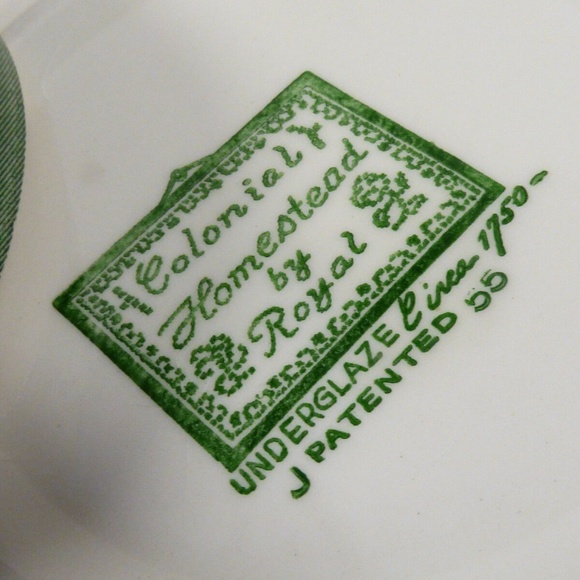 Colonial
Homestead
by
Royal
UNDERGLAZE Circa 1750-
J PATENTED 55